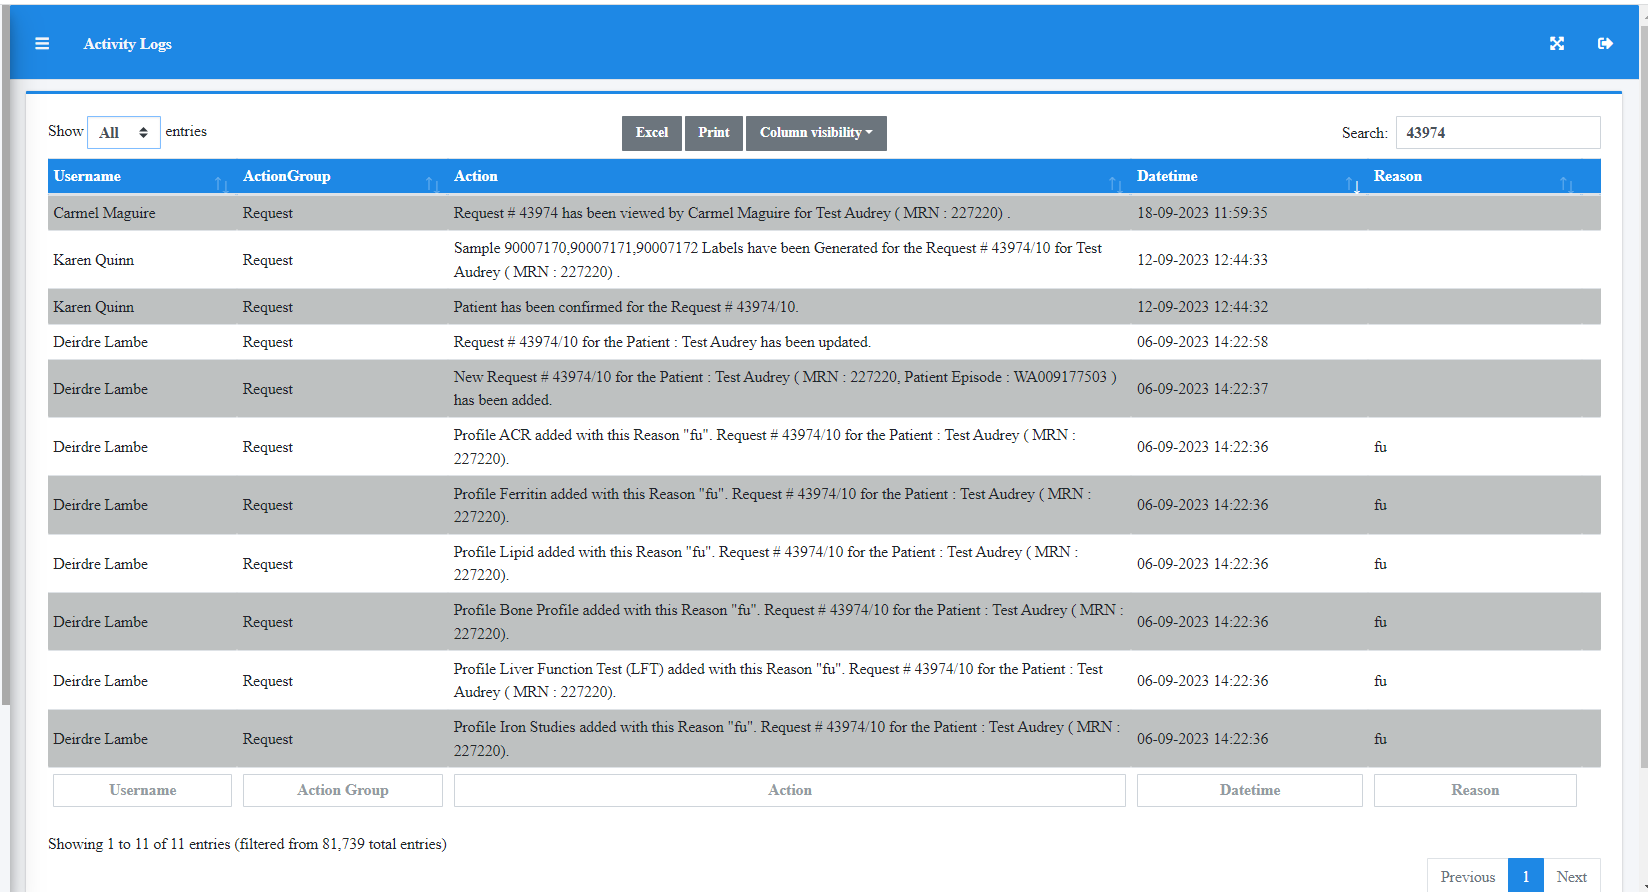 Activity Logs
Show All entries
Excel Print Column visibility
Search: 43974
Username ActionGroup Action Datetime Reason
Carmel Maguire Request Request # 43974 has been viewed by Carmel Maguire for Test Audrey ( MRN : 227220) . 18-09-2023 11:59:35
Karen Quinn Request Sample 90007170,90007171,90007172 Labels have been Generated for the Request # 43974/10 for Test
Audrey ( MRN : 227220) . 12-09-2023 12:44:33
Karen Quinn Request Patient has been confirmed for the Request # 43974/10. 12-09-2023 12:44:32
Deirdre Lambe Request Request # 43974/10 for the Patient : Test Audrey has been updated. 06-09-2023 14:22:58
Deirdre Lambe Request New Request # 43974/10 for the Patient : Test Audrey ( MRN : 227220, Patient Episode : WA009177503 )
has been added. 06-09-2023 14:22:37
Deirdre Lambe Request Profile ACR added with this Reason "fu". Request # 43974/10 for the Patient : Test Audrey ( MRN :
227220). 06-09-2023 14:22:36 fu
Deirdre Lambe Request Profile Ferritin added with this Reason "fu". Request # 43974/10 for the Patient : Test Audrey ( MRN :
227220). 06-09-2023 14:22:36 fu
Deirdre Lambe Request Profile Lipid added with this Reason "fu". Request # 43974/10 for the Patient : Test Audrey ( MRN :
227220). 06-09-2023 14:22:36 fu
Deirdre Lambe Request Profile Bone Profile added with this Reason "fu". Request # 43974/10 for the Patient : Test Audrey ( MRN :
227220). 06-09-2023 14:22:36 fu
Deirdre Lambe Request Profile Liver Function Test (LFT) added with this Reason "fu". Request # 43974/10 for the Patient : Test
Audrey ( MRN : 227220). 06-09-2023 14:22:36 fu
Deirdre Lambe Request Profile Iron Studies added with this Reason "fu". Request # 43974/10 for the Patient : Test Audrey ( MRN :
227220). 06-09-2023 14:22:36 fu
Username Action Group Action Datetime Reason
Showing 1 to 11 of 11 entries (filtered from 81,739 total entries)
Previous 1 Next